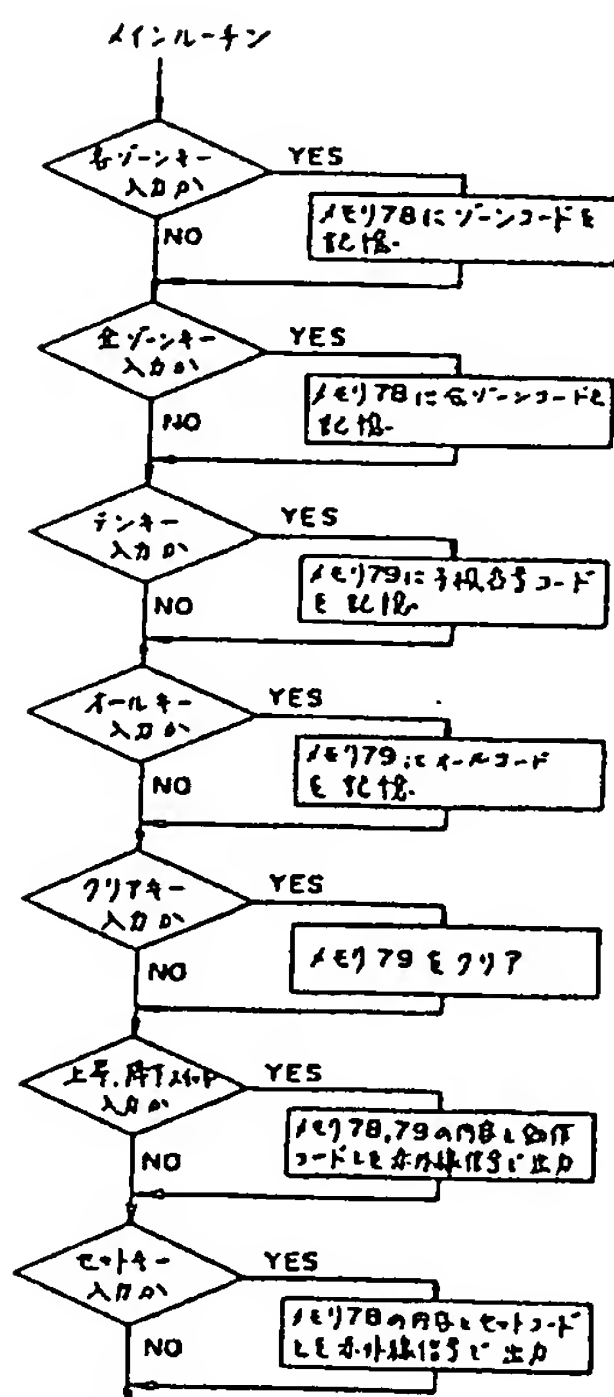 メインルーチン
各ゾーンキー
入力か
YES
メモリ78にゾーンコードを
記憶
NO
全ゾーンキー
入力か
YES
メモリ78に全ゾーンコードを
記憶
NO
テンキー
入力か
YES
メモリ79に子機番号コード
を記憶
NO
オールキー
入力か
YES
メモリ79にオールコード
を記憶
NO
クリアキー
入力か
YES
メモリ79をクリア
NO
上昇、降下スイッチ
入力か
YES
メモリ78,79の内容と動作
コードとを赤外線信号で出力
NO
セットキー
入力か
YES
メモリ78の内容とセットコード
とを赤外線信号で出力
NO